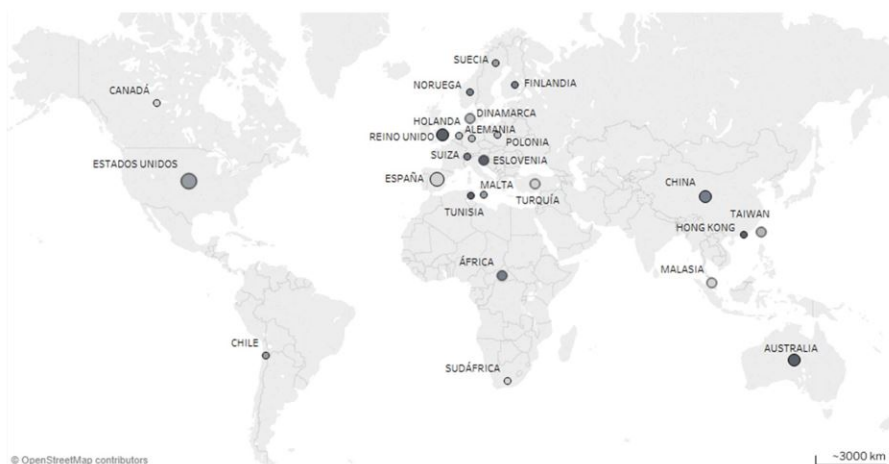 SUECIA
CANADÁ
NORUEGA
FINLANDIA
HOLANDA
DINAMARCA
ALEMANIA
REINO UNIDO
POLONIA
SUIZA
ESLOVENIA
ESTADOS UNIDOS
ESPAÑA
MALTA
TURQUÍA
TUNISIA
CHINA
TAIWAN
HONG KONG
ÁFRICA
MALASIA
CHILE
AUSTRALIA
SUDÁFRICA
© OpenStreetMap contributors
~3000 km